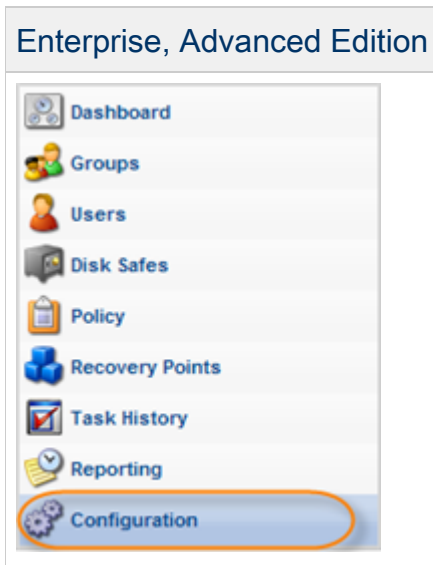 Enterprise, Advanced Edition
Dashboard
Groups
Users
Disk Safes
Policy
Recovery Points
Task History
Reporting
Configuration